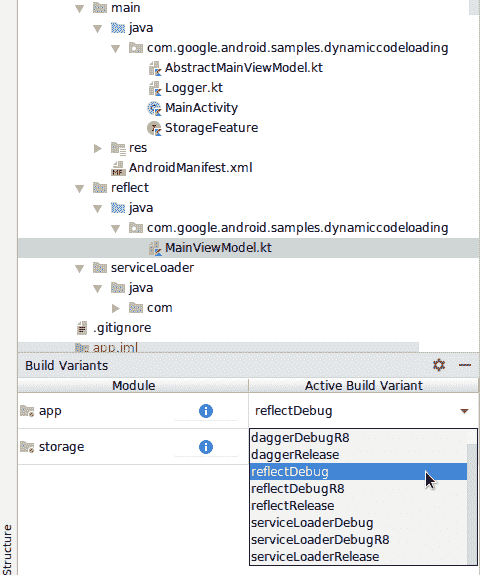 main
java
com.google.android.samples.dynamiccodeloading
AbstractMainViewModel.kt
Logger.kt
MainActivity
StorageFeature
res
MF AndroidManifest.xml
reflect
java
com.google.android.samples.dynamiccodeloading
MainViewModel.kt
serviceLoader
java
com
.gitignore
app.iml
Build Variants
Module Active Build Variant
app reflectDebug
storage
daggerDebugR8
daggerRelease
reflectDebug
reflectDebugR8
reflectRelease
serviceLoaderDebug
serviceLoaderDebugR8
serviceLoaderRelease
Structure